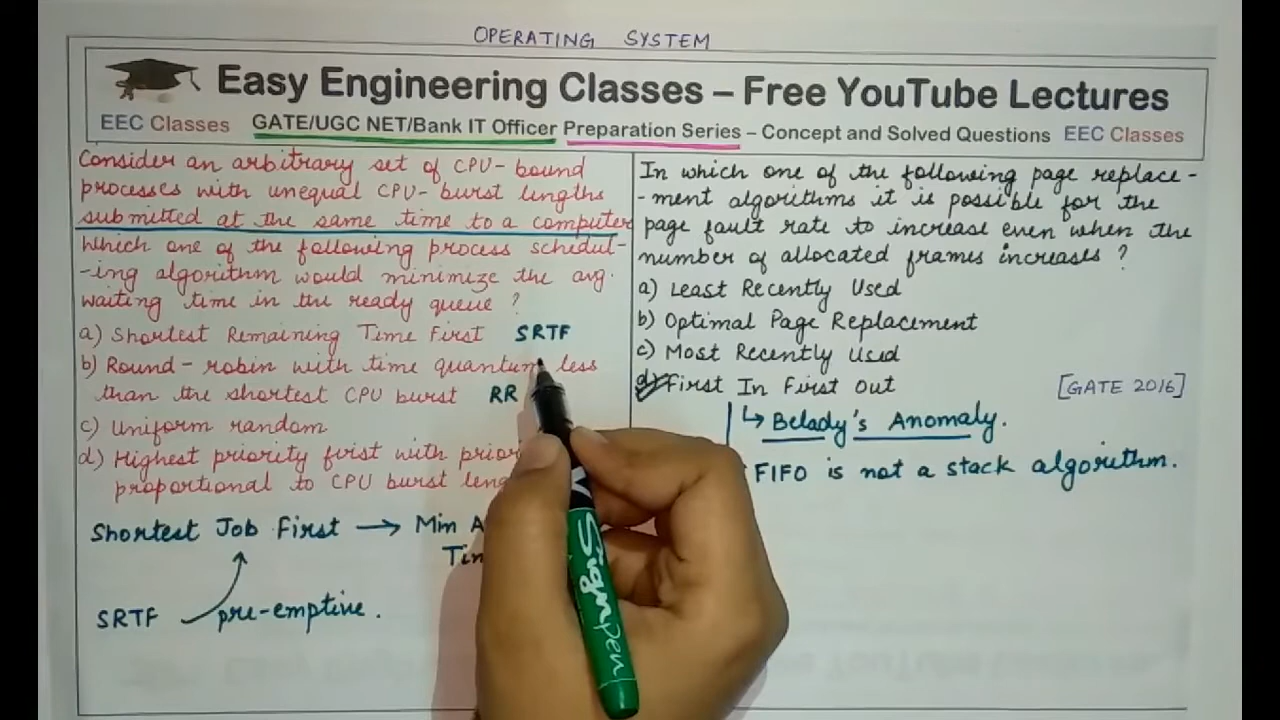 OPERATING SYSTEM
Easy Engineering Classes – Free YouTube Lectures
EEC Classes GATE/UGC NET/Bank IT Officer Preparation Series – Concept and Solved Questions EEC Classes
Consider an arbitrary set of CPU-bound
processes with unequal CPU-burst lengths
submitted at the same time to a computer
Which one of the following process schedul-
-ing algorithm would minimize the avg.
waiting time in the ready queue ?
a) Shortest Remaining Time First SRTF
b) Round-robin with time quantum less
than the shortest CPU burst RR
c) Uniform random
d) Highest priority first with
proportional to CPU burst
Shortest Job First → Min
SRTF pre-emptive.
In which one of the following page replace-
-ment algorithms it is possible for the
page fault rate to increase even when the
number of allocated frames increases ?
a) Least Recently Used
b) Optimal Page Replacement
c) Most Recently Used
d) First In First Out [GATE 2016]
↳ Belady's Anomaly.
FIFO is not a stack algorithm.
Sign pen